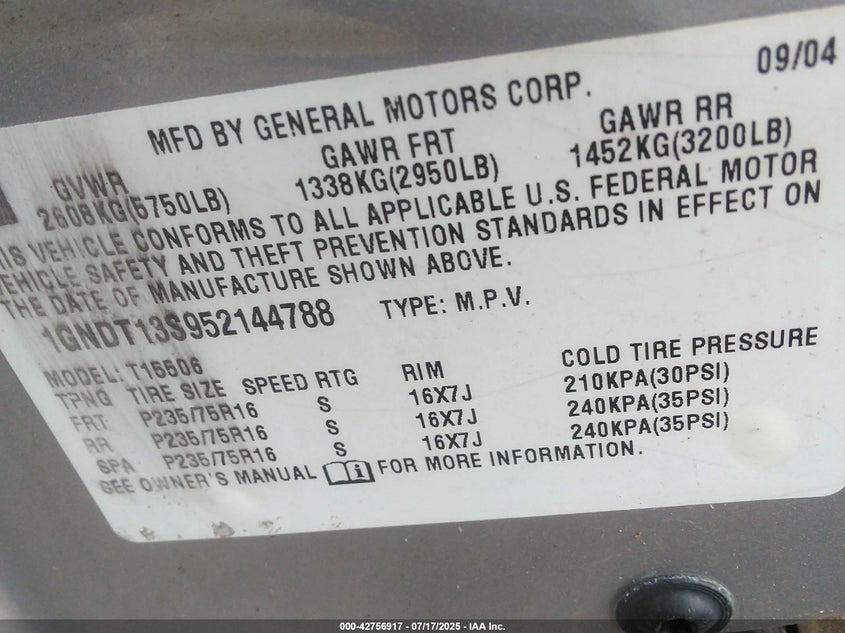 09/04
MFD BY GENERAL MOTORS CORP.
GVWR GAWR FRT GAWR RR
2608KG(5750LB) 1338KG(2950LB) 1452KG(3200LB)
IS VEHICLE CONFORMS TO ALL APPLICABLE U.S. FEDERAL MOTOR
VEHICLE SAFETY AND THEFT PREVENTION STANDARDS IN EFFECT ON
THE DATE OF MANUFACTURE SHOWN ABOVE.
1GNDT13S952144788 TYPE: M.P.V.
MODEL: T15506
TPNG TIRE SIZE SPEED RTG RIM COLD TIRE PRESSURE
FRT P235/75R16 S 16X7J 210KPA(30PSI)
RR P235/75R16 S 16X7J 240KPA(35PSI)
SPA P235/75R16 S 16X7J 240KPA(35PSI)
SEE OWNER'S MANUAL FOR MORE INFORMATION.
000-42756917 - 07/17/2025 - IAA Inc.